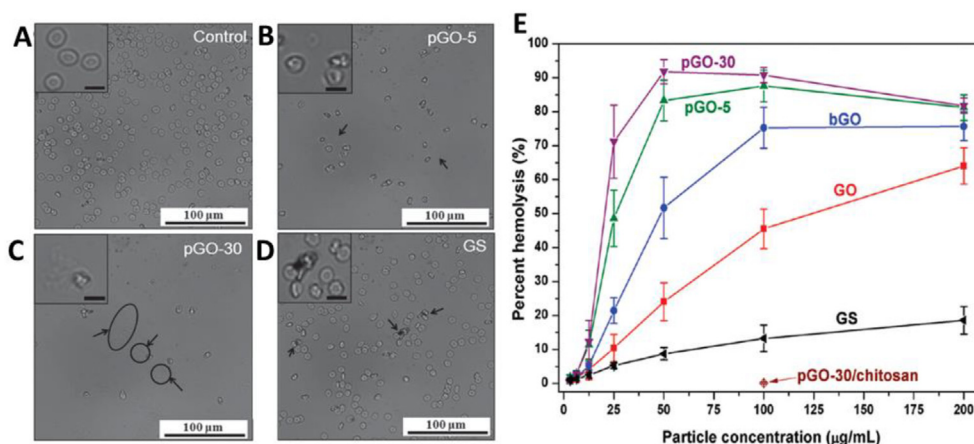 A
Control
100 µm
B
pGO-5
100 µm
C
pGO-30
100 µm
D
GS
100 µm
E
Percent hemolysis (%)
100
90
80
70
60
50
40
30
20
10
0
pGO-30
pGO-5
bGO
GO
GS
pGO-30/chitosan
0
25
50
75
100
125
150
175
200
Particle concentration (µg/mL)